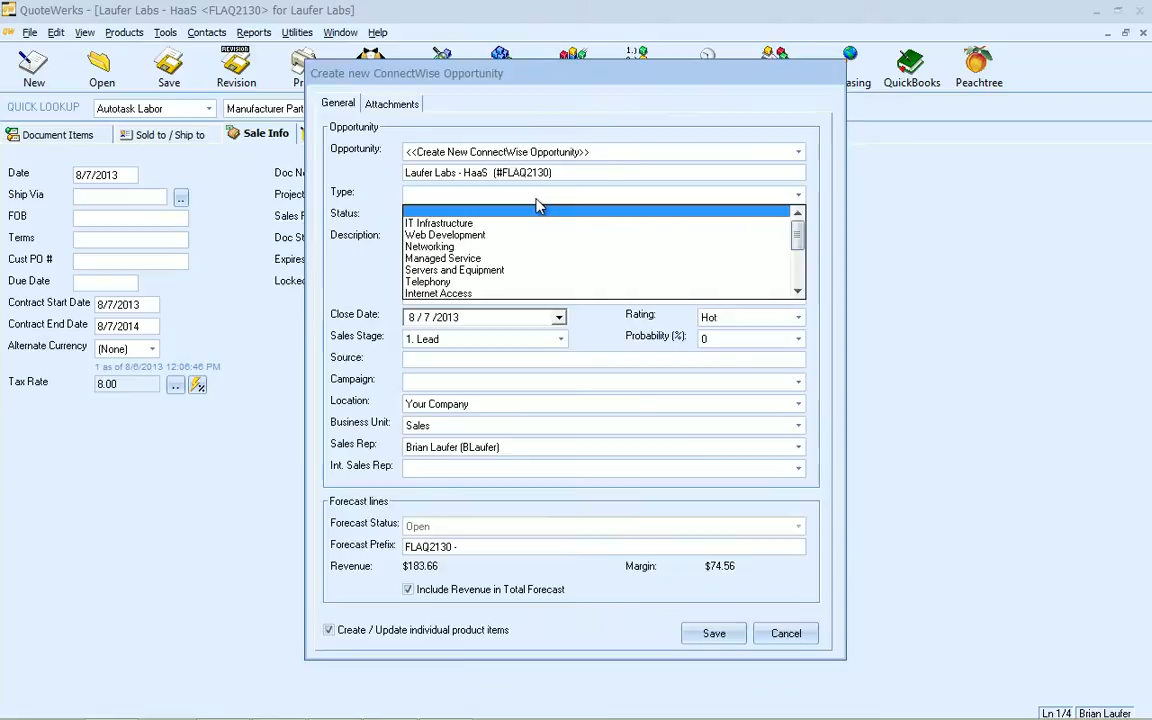 QuoteWerks - [Laufer Labs - HaaS <FLAQ2130> for Laufer Labs]
File Edit View Products Tools Contacts Reports Utilities Window Help
REVISION
1.)
New Open Save Revision QuickBooks Peachtree
Create new ConnectWise Opportunity
QUICK LOOKUP Autotask Labor Manufacturer Part
General Attachments
Document Items Sold to / Ship to Sale Info
Opportunity
Opportunity: <<Create New ConnectWise Opportunity>>
Laufer Labs - HaaS (#FLAQ2130)
Type:
Status:
Description:
IT Infrastructure
Web Development
Networking
Managed Service
Servers and Equipment
Telephony
Internet Access
Date 8/7/2013
Ship Via
FOB
Terms
Cust PO #
Due Date
Contract Start Date 8/7/2013
Contract End Date 8/7/2014
Alternate Currency (None)
1 as of 8/6/2013 12:06:46 PM
Tax Rate 8.00
Doc No
Project
Sales R
Doc St
Expires
Locked
Close Date: 8 / 7 /2013 Rating: Hot
Sales Stage: 1. Lead Probability (%): 0
Source:
Campaign:
Location: Your Company
Business Unit: Sales
Sales Rep: Brian Laufer (BLaufer)
Int. Sales Rep:
Forecast lines
Forecast Status: Open
Forecast Prefix: FLAQ2130 -
Revenue: $183.66 Margin: $74.56
Include Revenue in Total Forecast
Create / Update individual product items
Save Cancel
Ln 1/4 Brian Laufer